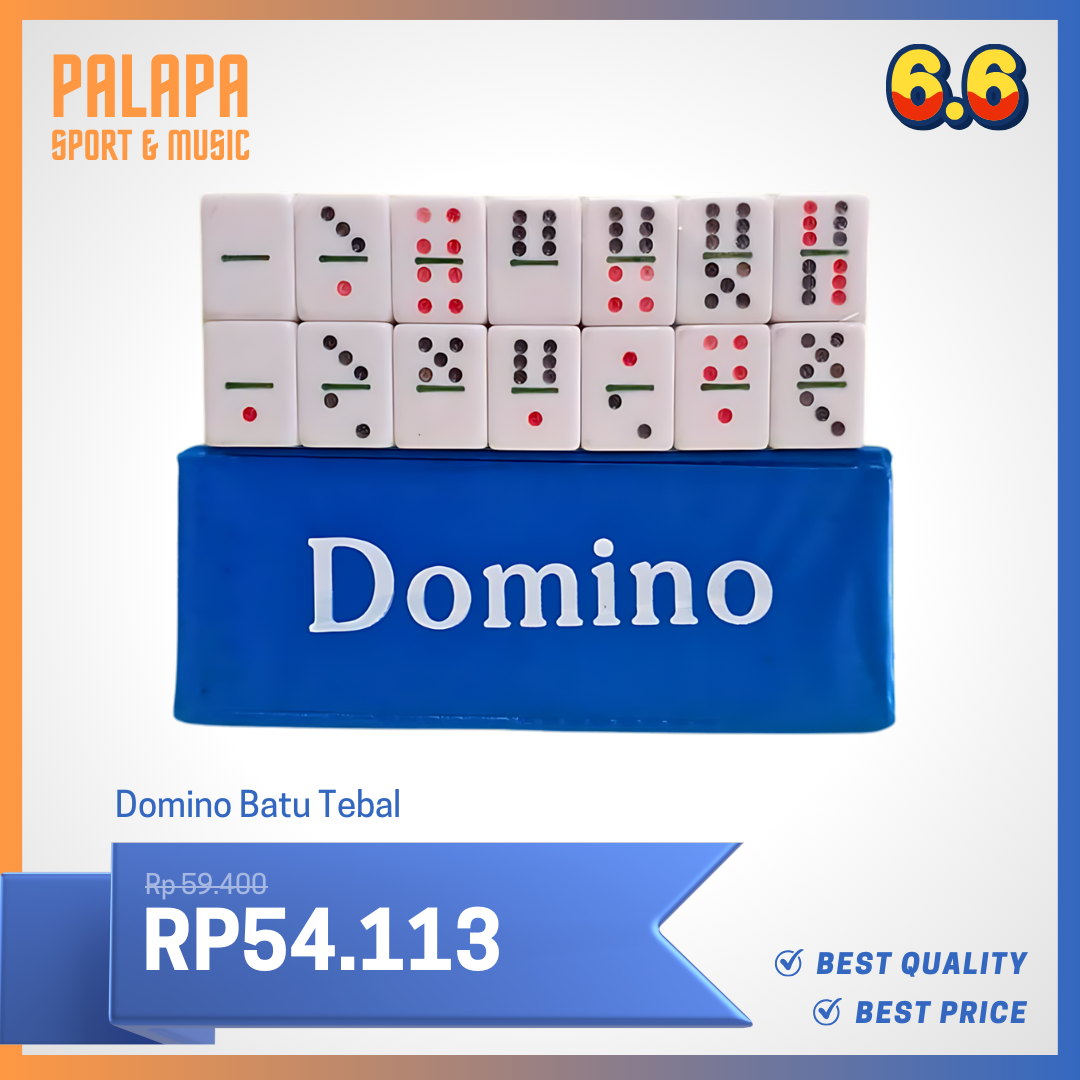 PALAPA
SPORT & MUSIC
6.6
Domino
Domino Batu Tebal
Rp 59.400
RP54.113
BEST QUALITY
BEST PRICE